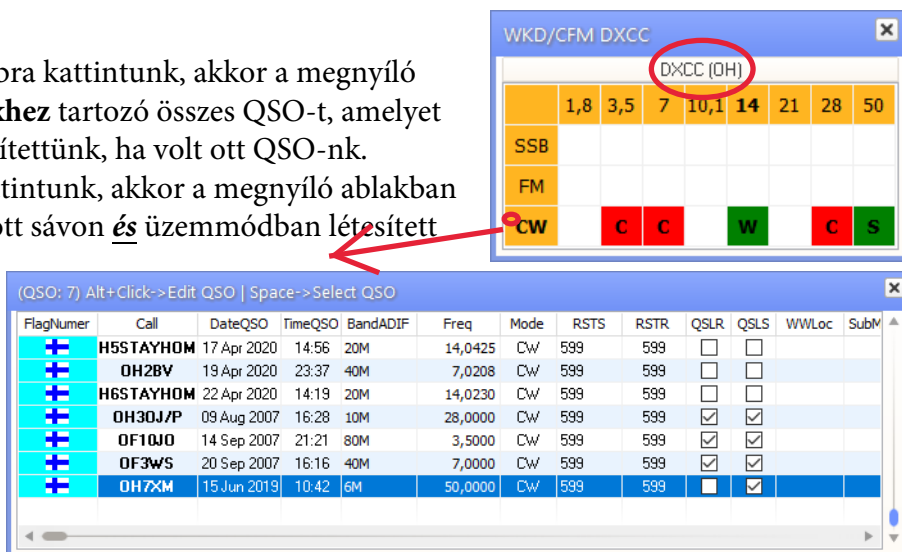 WKD/CFM DXCC
DXCC (OH)
1,8 3,5 7 10,1 14 21 28 50
SSB
FM
CW C C W C S
kattintunk, akkor a megnyíló
tartozó összes QSO-t, amelyet
ha volt ott QSO-nk.
akkor a megnyíló ablakban
sávon és üzemmódban létesített
(QSO: 7) Alt+Click->Edit QSO | Space->Select QSO
FlagNumer Call DateQSO TimeQSO BandADIF Freq Mode RSTS RSTR QSLR QSLS WWLoc SubM
H5STAYHOM 17 Apr 2020 14:56 20M 14,0425 CW 599 599
OH2BV 19 Apr 2020 23:37 40M 7,0208 CW 599 599
H6STAYHOM 22 Apr 2020 14:19 20M 14,0230 CW 599 599
OH30J/P 09 Aug 2007 16:28 10M 28,0000 CW 599 599
OF10JO 14 Sep 2007 21:21 80M 3,5000 CW 599 599
OF3WS 20 Sep 2007 16:16 40M 7,0000 CW 599 599
OH7XM 15 Jun 2019 10:42 6M 50,0000 CW 599 599